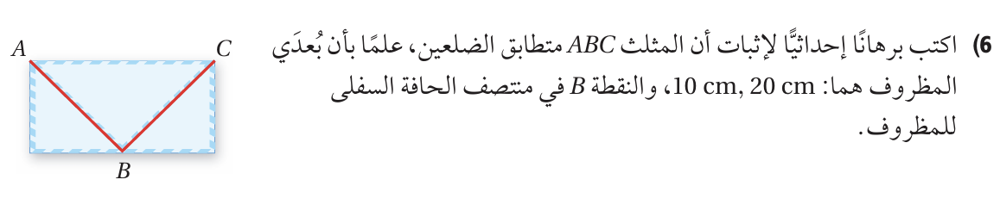 6) اكتب برهانًا إحداثيًّا لإثبات أن المثلث ABC متطابق الضلعين، علمًا بأن بُعدَي
المظروف هما: 10 cm, 20 cm، والنقطة B في منتصف الحافة السفلى
للمظروف.
A
C
B